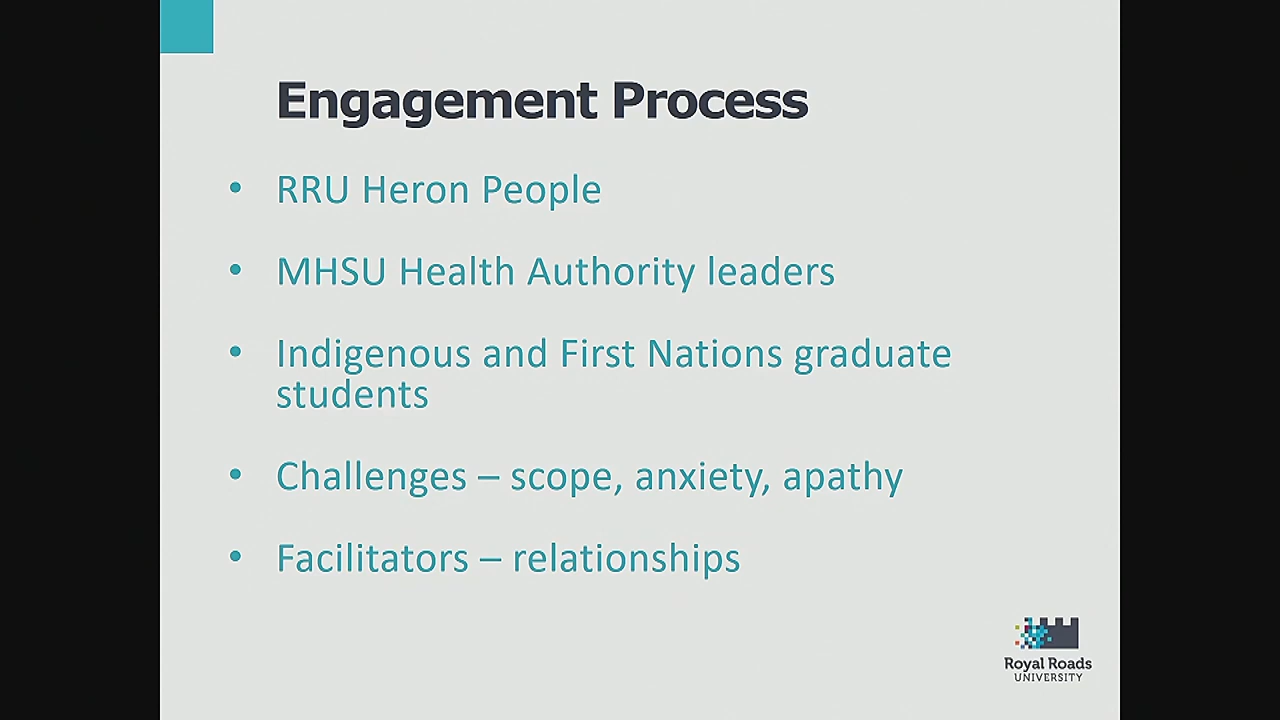 Engagement Process
• RRU Heron People
• MHSU Health Authority leaders
• Indigenous and First Nations graduate
students
• Challenges – scope, anxiety, apathy
• Facilitators – relationships
Royal Roads
UNIVERSITY